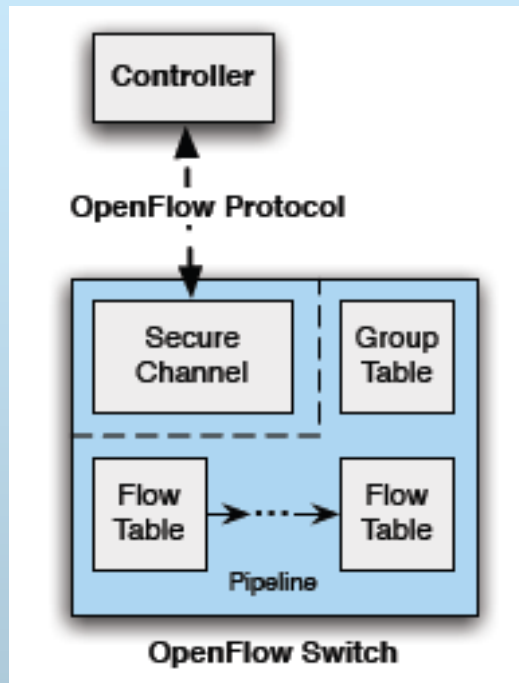 Controller
OpenFlow Protocol
Secure
Channel
Group
Table
Flow
Table
Flow
Table
Pipeline
OpenFlow Switch